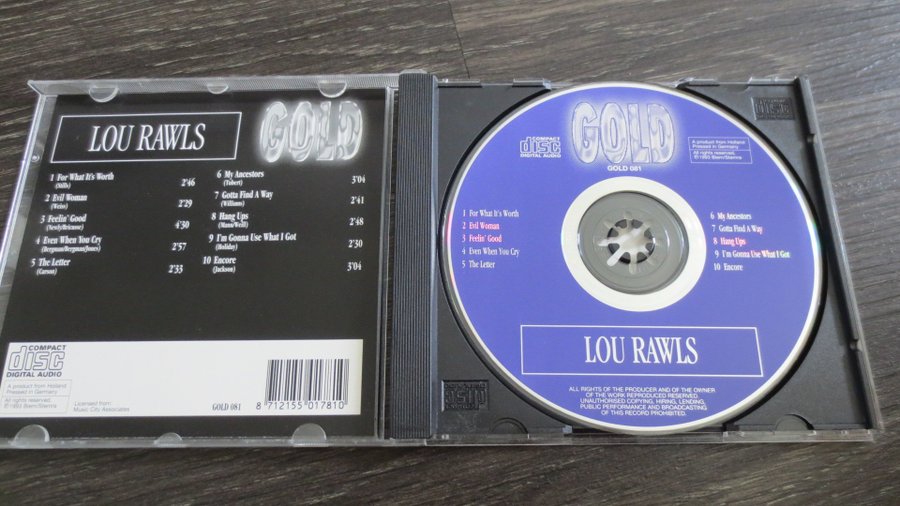 LOU RAWLS
GOLD
1 For What It's Worth
(Stills)
2'46
2 Evil Woman
(Weiss)
2'29
3 Feelin' Good
(Newly/Bricusse)
4'30
4 Even When You Cry
(Bergman/Bergman/Jones)
2'57
5 The Letter
(Carson)
2'33
6 My Ancestors
(Tobert)
3'04
7 Gotta Find A Way
(Williams)
2'41
8 Hang Ups
(Mann/Weill)
2'48
9 I'm Gonna Use What I Got
(Holiday)
2'30
10 Encore
(Jackson)
3'04
COMPACT
disc
DIGITAL AUDIO
A product from Holland
Pressed in Germany
All rights reserved.
©1993 Biem/Stemra
Licensed from:
Music City Associates
GOLD 081
8 712155 017810
GOLD
COMPACT
disc
DIGITAL AUDIO
GOLD 081
A product from Holland
Pressed in Germany
All rights reserved.
©1993 Biem/Stemra
1 For What It's Worth
2 Evil Woman
3 Feelin' Good
4 Even When You Cry
5 The Letter
6 My Ancestors
7 Gotta Find A Way
8 Hang Ups
9 I'm Gonna Use What I Got
10 Encore
LOU RAWLS
ALL RIGHTS OF THE PRODUCER AND OF THE OWNER
OF THE WORK REPRODUCED RESERVED.
UNAUTHORISED COPYING, HIRING, LENDING,
PUBLIC PERFORMANCE AND BROADCASTING
OF THIS RECORD PROHIBITED.